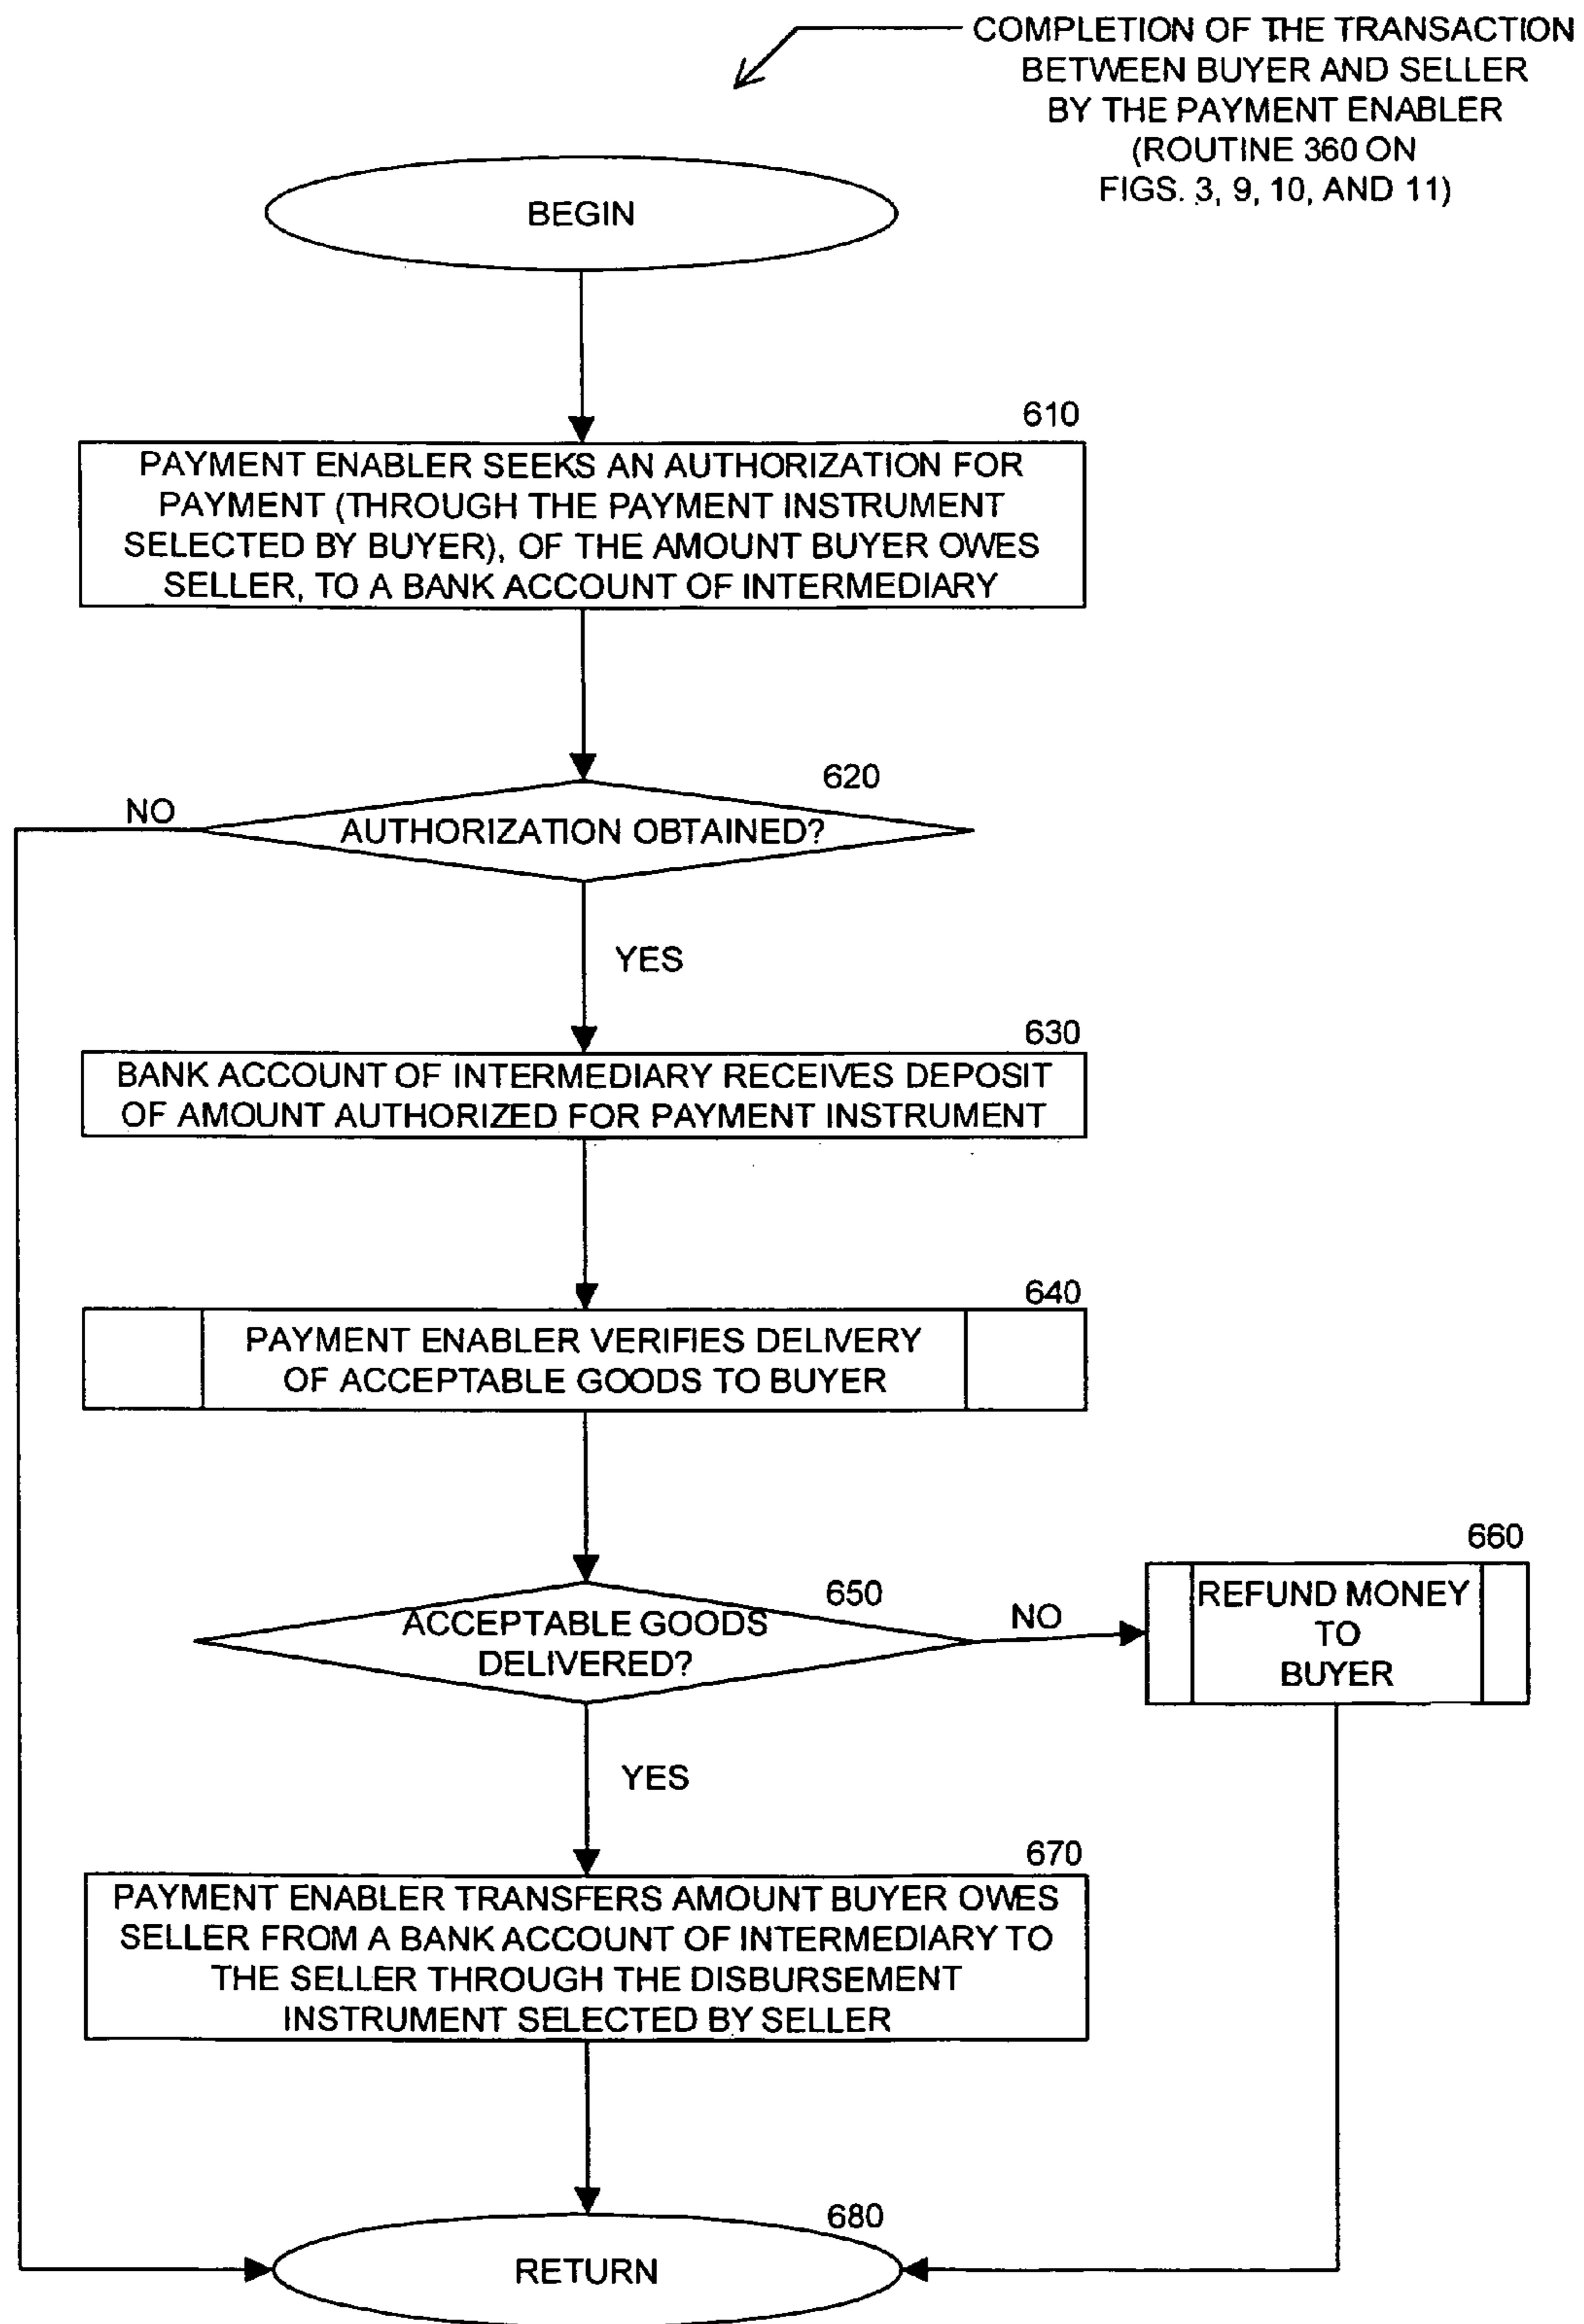 COMPLETION OF THE TRANSACTION
BETWEEN BUYER AND SELLER
BY THE PAYMENT ENABLER
(ROUTINE 360 ON
FIGS. 3, 9, 10, AND 11)
BEGIN
610
PAYMENT ENABLER SEEKS AN AUTHORIZATION FOR
PAYMENT (THROUGH THE PAYMENT INSTRUMENT
SELECTED BY BUYER), OF THE AMOUNT BUYER OWES
SELLER, TO A BANK ACCOUNT OF INTERMEDIARY
620
NO
AUTHORIZATION OBTAINED?
YES
630
BANK ACCOUNT OF INTERMEDIARY RECEIVES DEPOSIT
OF AMOUNT AUTHORIZED FOR PAYMENT INSTRUMENT
640
PAYMENT ENABLER VERIFIES DELIVERY
OF ACCEPTABLE GOODS TO BUYER
650
ACCEPTABLE GOODS
DELIVERED?
NO
660
REFUND MONEY
TO
BUYER
YES
670
PAYMENT ENABLER TRANSFERS AMOUNT BUYER OWES
SELLER FROM A BANK ACCOUNT OF INTERMEDIARY TO
THE SELLER THROUGH THE DISBURSEMENT
INSTRUMENT SELECTED BY SELLER
680
RETURN